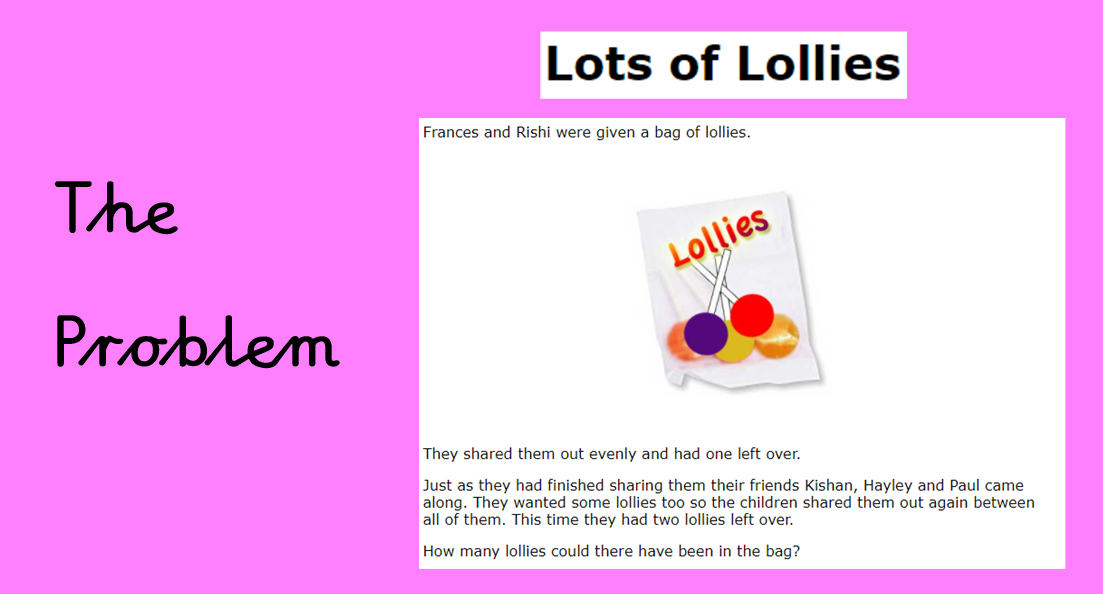 Lots of Lollies
The
Problem
Frances and Rishi were given a bag of lollies.
Lollies
They shared them out evenly and had one left over.
Just as they had finished sharing them their friends Kishan, Hayley and Paul came
along. They wanted some lollies too so the children shared them out again between
all of them. This time they had two lollies left over.
How many lollies could there have been in the bag?